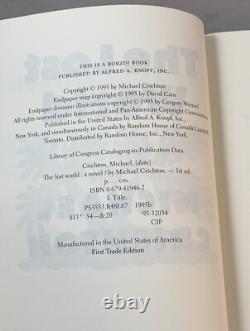 THIS IS A BORZOI BOOK
PUBLISHED BY ALFRED A. KNOPF, INC.
Copyright © 1995 by Michael Crichton
Endpaper map copyright © 1995 by David Cain
Endpaper dinosaur illustrations copyright © 1995 by Gregory Wenzel
All rights reserved under International and Pan-American Copyright Conventions.
Published in the United States by Alfred A. Knopf, Inc.,
New York, and simultaneously in Canada by Random House of Canada Limited,
Toronto. Distributed by Random House, Inc., New York.
Library of Congress Cataloging-in-Publication Data
Crichton, Michael, [date]
The lost world : a novel / by Michael Crichton. — 1st ed.
p. cm.
ISBN 0-679-41946-2
I. Title.
PS3553.R48L67 1995b
813'.54—dc20 95-32034
CIP
Manufactured in the United States of America
First Trade Edition
The Lost